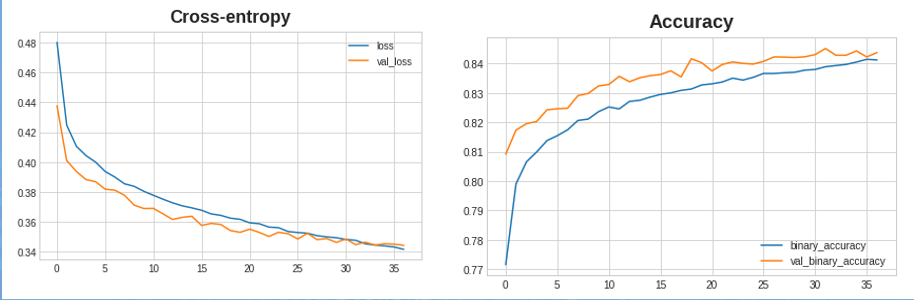 Cross-entropy
loss
val_loss
0.48
0.46
0.44
0.42
0.40
0.38
0.36
0.34
0 5 10 15 20 25 30 35
Accuracy
0.84
0.83
0.82
0.81
0.80
0.79
0.78
0.77
binary_accuracy
val_binary_accuracy
0 5 10 15 20 25 30 35